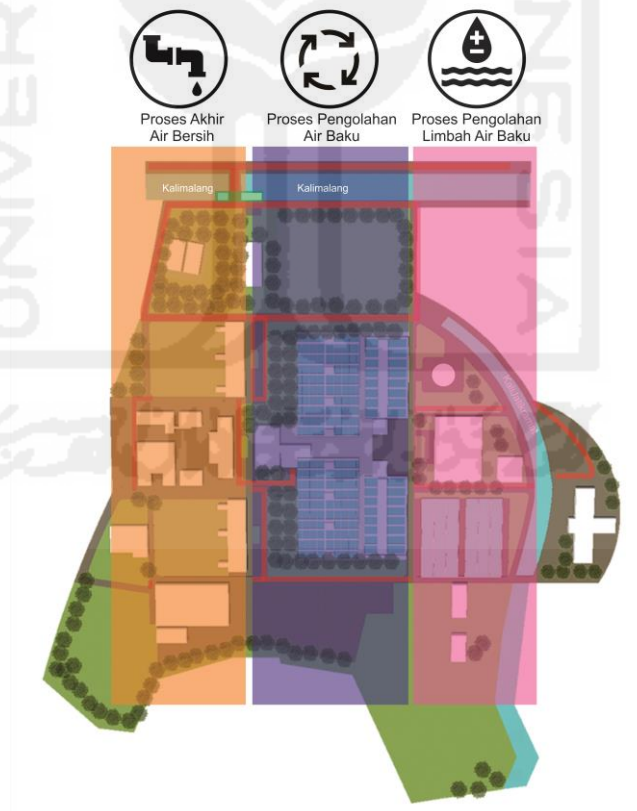 Proses Akhir
Air Bersih
Proses Pengolahan
Air Baku
Proses Pengolahan
Limbah Air Baku
Kalimalang
Kalimalang